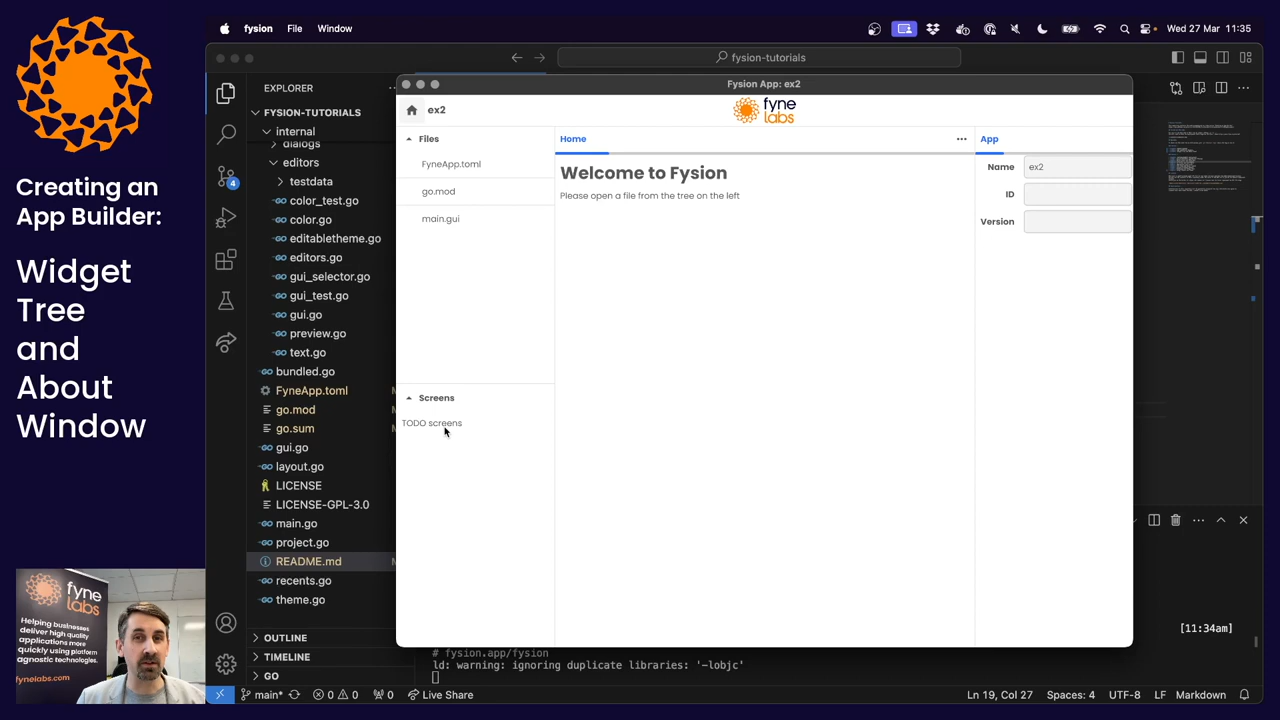 Creating an
App Builder:
Widget
Tree
and
About
Window
fyne
labs
Helping businesses
deliver high quality
applications more
quickly using platform
agnostic technologies.
fynelabs.com
fysion File Window
Wed 27 Mar 11:35
fysion-tutorials
EXPLORER
FYSION-TUTORIALS
internal
dialogs
editors
testdata
color_test.go
color.go
editabletheme.go
editors.go
gui_selector.go
gui_test.go
gui.go
preview.go
text.go
bundled.go
FyneApp.toml
go.mod
go.sum
gui.go
layout.go
LICENSE
LICENSE-GPL-3.0
main.go
project.go
README.md
recents.go
theme.go
OUTLINE
TIMELINE
GO
4
Fysion App: ex2
ex2
fyne
labs
Files
FyneApp.toml
go.mod
main.gui
Screens
TODO screens
Home
Welcome to Fysion
Please open a file from the tree on the left
App
Name ex2
ID
Version
[11:34am]
# fysion.app/fysion
ld: warning: ignoring duplicate libraries: '-lobjc'
main* 0 0 0 Live Share
Ln 19, Col 27 Spaces: 4 UTF-8 LF Markdown